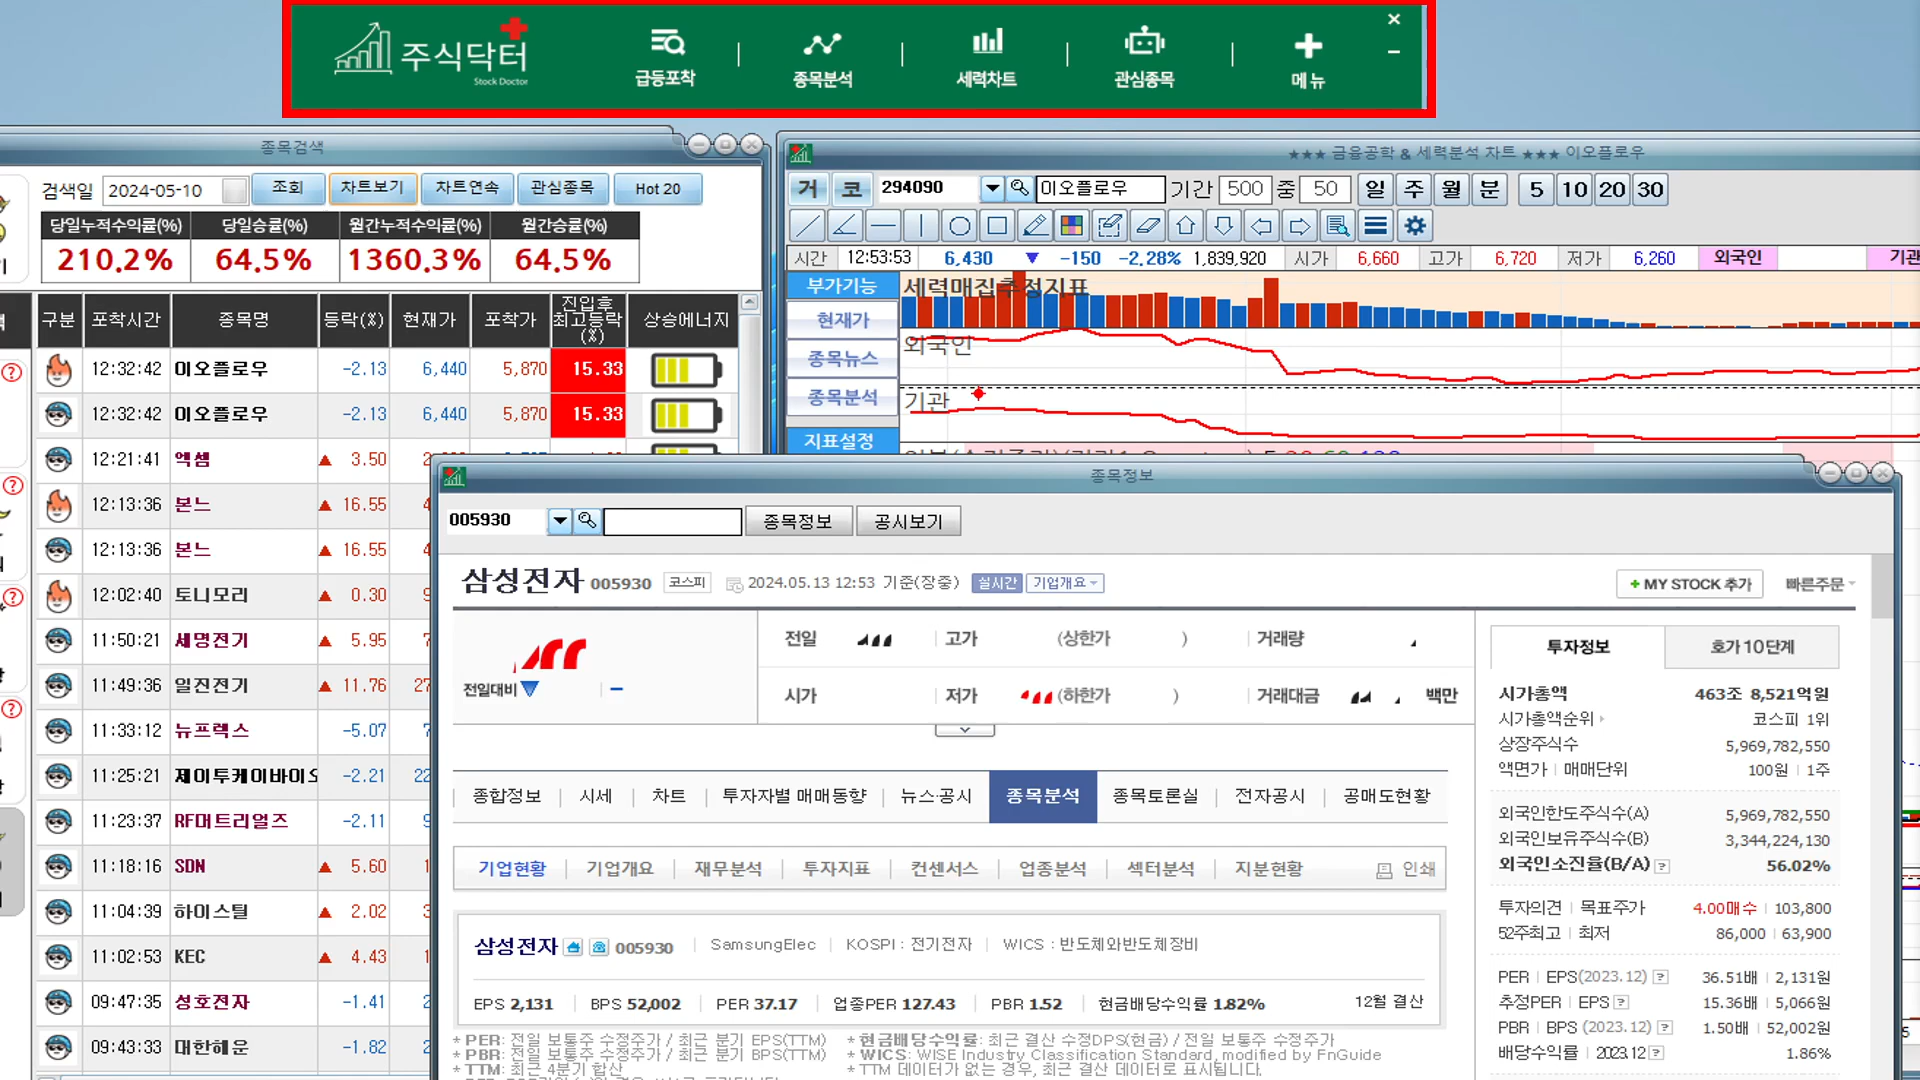 주식닥터
Stock Doctor
급등포착
종목분석
세력차트
관심종목
메뉴
종목검색
검색일 2024-05-10 조회 차트보기 차트연속 관심종목 Hot 20
당일누적수익률(%) 당일승률(%) 월간누적수익률(%) 월간승률(%)
210.2% 64.5% 1360.3% 64.5%
구분 포착시간 종목명 등락(%) 현재가 포착가 진입후 최고등락 (%) 상승에너지
12:32:42 이오플로우 -2.13 6,440 5,870 15.33
12:32:42 이오플로우 -2.13 6,440 5,870 15.33
12:21:41 엑셈 ▲ 3.50
12:13:36 본느 ▲ 16.55
12:13:36 본느 ▲ 16.55
12:02:40 토니모리 ▲ 0.30
11:50:21 세명전기 ▲ 5.95
11:49:36 일진전기 ▲ 11.76
11:33:12 뉴프렉스 -5.07
11:25:21 제이투케이바이오 -2.21
11:23:37 RF머트리얼즈 -2.11
11:18:16 SDN ▲ 5.60
11:04:39 하이스틸 ▲ 2.02
11:02:53 KEC ▲ 4.43
09:47:35 성호전자 -1.41
09:43:33 대한해운 -1.82
★★★ 금융공학 & 세력분석 차트 ★★★ 이오플로우
거 코 294090 이오플로우 기간 500 중 50 일 주 월 분 5 10 20 30
시간 12:53:53 6,430 ▼ -150 -2.28% 1,839,920 시가 6,660 고가 6,720 저가 6,260 외국인 기관
부가기능
현재가
종목뉴스
종목분석
지표설정
세력매집추정지표
외국인
기관
종목정보
005930 종목정보 공시보기
삼성전자 005930 코스피 2024.05.13 12:53 기준(장중) 실시간 기업개요 + MY STOCK 추가 빠른주문
전일대비 ▼
전일 고가 (상한가 ) 거래량
시가 저가 (하한가 ) 거래대금 백만
종합정보 시세 차트 투자자별 매매동향 뉴스·공시 종목분석 종목토론실 전자공시 공매도현황
기업현황 기업개요 재무분석 투자지표 컨센서스 업종분석 섹터분석 지분현황 인쇄
삼성전자 005930 SamsungElec KOSPI : 전기전자 WICS : 반도체와반도체장비
EPS 2,131 BPS 52,002 PER 37.17 업종PER 127.43 PBR 1.52 현금배당수익률 1.82% 12월 결산
* PER: 전일 보통주 수정주가 / 최근 분기 EPS(TTM) * 현금배당수익률: 최근 결산 수정DPS(현금) / 전일 보통주 수정주가
* PBR: 전일 보통주 수정주가 / 최근 분기 BPS(TTM) * WICS: WISE Industry Classification Standard, modified by FnGuide
* TTM: 최근 4분기 합산 * TTM 데이터가 없는 경우, 최근 결산 데이터로 표시됩니다.
투자정보 호가 10단계
시가총액 463조 8,521억원
시가총액순위 코스피 1위
상장주식수 5,969,782,550
액면가 | 매매단위 100원 | 1주
외국인한도주식수(A) 5,969,782,550
외국인보유주식수(B) 3,344,224,130
외국인소진율(B/A) ? 56.02%
투자의견 | 목표주가 4.00매수 | 103,800
52주최고 | 최저 86,000 | 63,900
PER | EPS(2023.12) ? 36.51배 | 2,131원
추정PER | EPS ? 15.36배 | 5,066원
PBR | BPS (2023.12) ? 1.50배 | 52,002원
배당수익률 | 2023.12 ? 1.86%